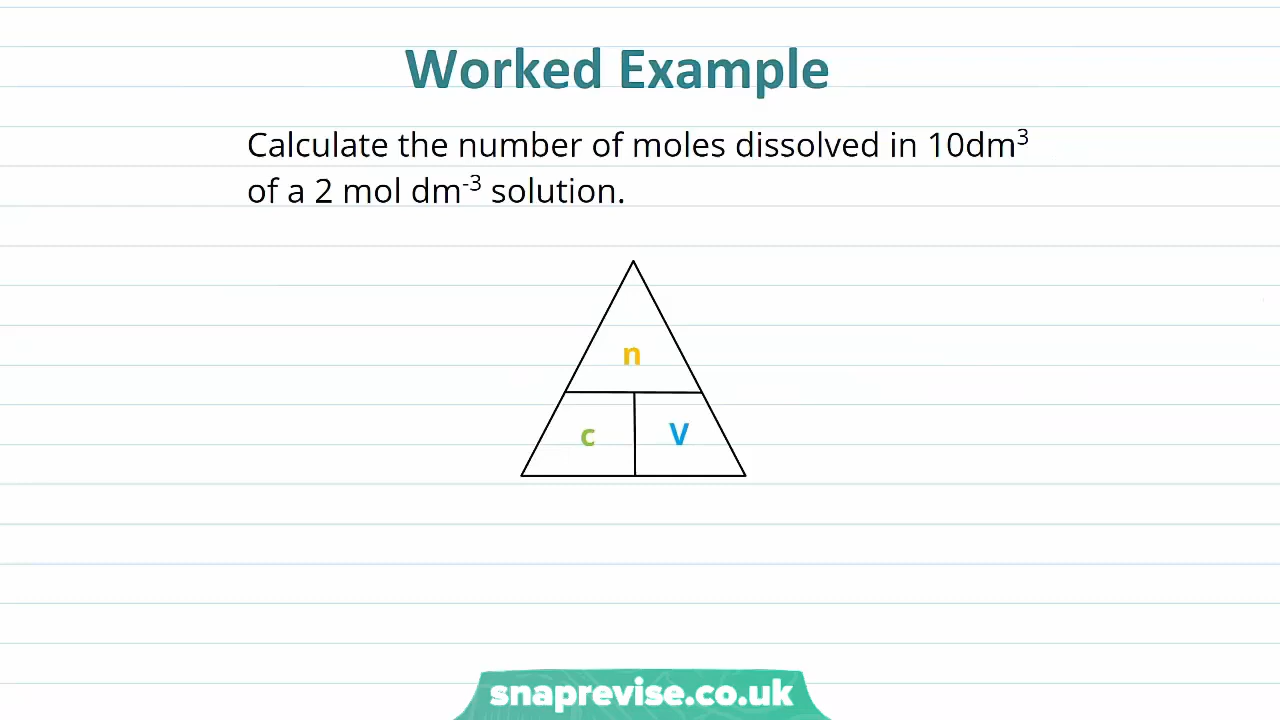 Worked Example
Calculate the number of moles dissolved in 10dm³
of a 2 mol dm⁻³ solution.
n
c V
snaprevise.co.uk